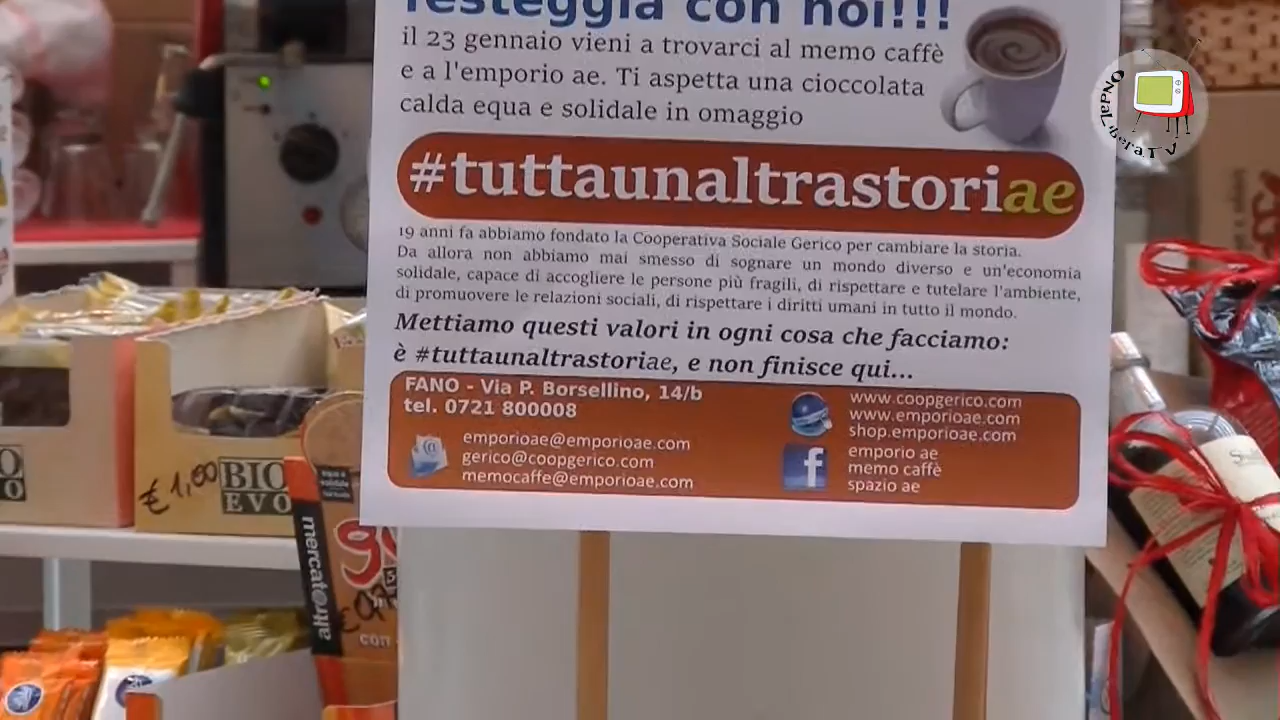 festeggia con noi!!!
il 23 gennaio vieni a trovarci al memo caffè
e a l'emporio ae. Ti aspetta una cioccolata
calda equa e solidale in omaggio
#tuttaunaltrastoriae
19 anni fa abbiamo fondato la Cooperativa Sociale Gerico per cambiare la storia.
Da allora non abbiamo mai smesso di sognare un mondo diverso e un'economia
solidale, capace di accogliere le persone più fragili, di rispettare e tutelare l'ambiente,
di promuovere le relazioni sociali, di rispettare i diritti umani in tutto il mondo.
Mettiamo questi valori in ogni cosa che facciamo:
è #tuttaunaltrastoriae, e non finisce qui...
FANO - Via P. Borsellino, 14/b
tel. 0721 800008
emporioae@emporioae.com
gerico@coopgerico.com
memocaffe@emporioae.com
www.coopgerico.com
www.emporioae.com
shop.emporioae.com
emporio ae
memo caffè
spazio ae
€ 1,00
BIO
EVO
mercato
altro
con
OndaLiberaTV